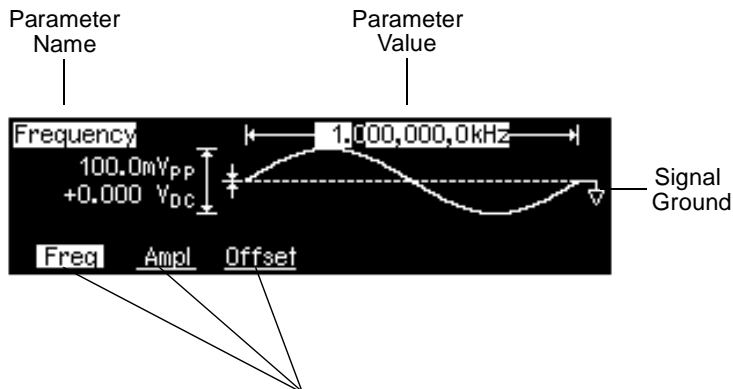 Parameter
Name
Parameter
Value
Frequency
1.000,000,0kHz
100.0mVPP
+0.000 VDC
Signal
Ground
Freq Ampl Offset